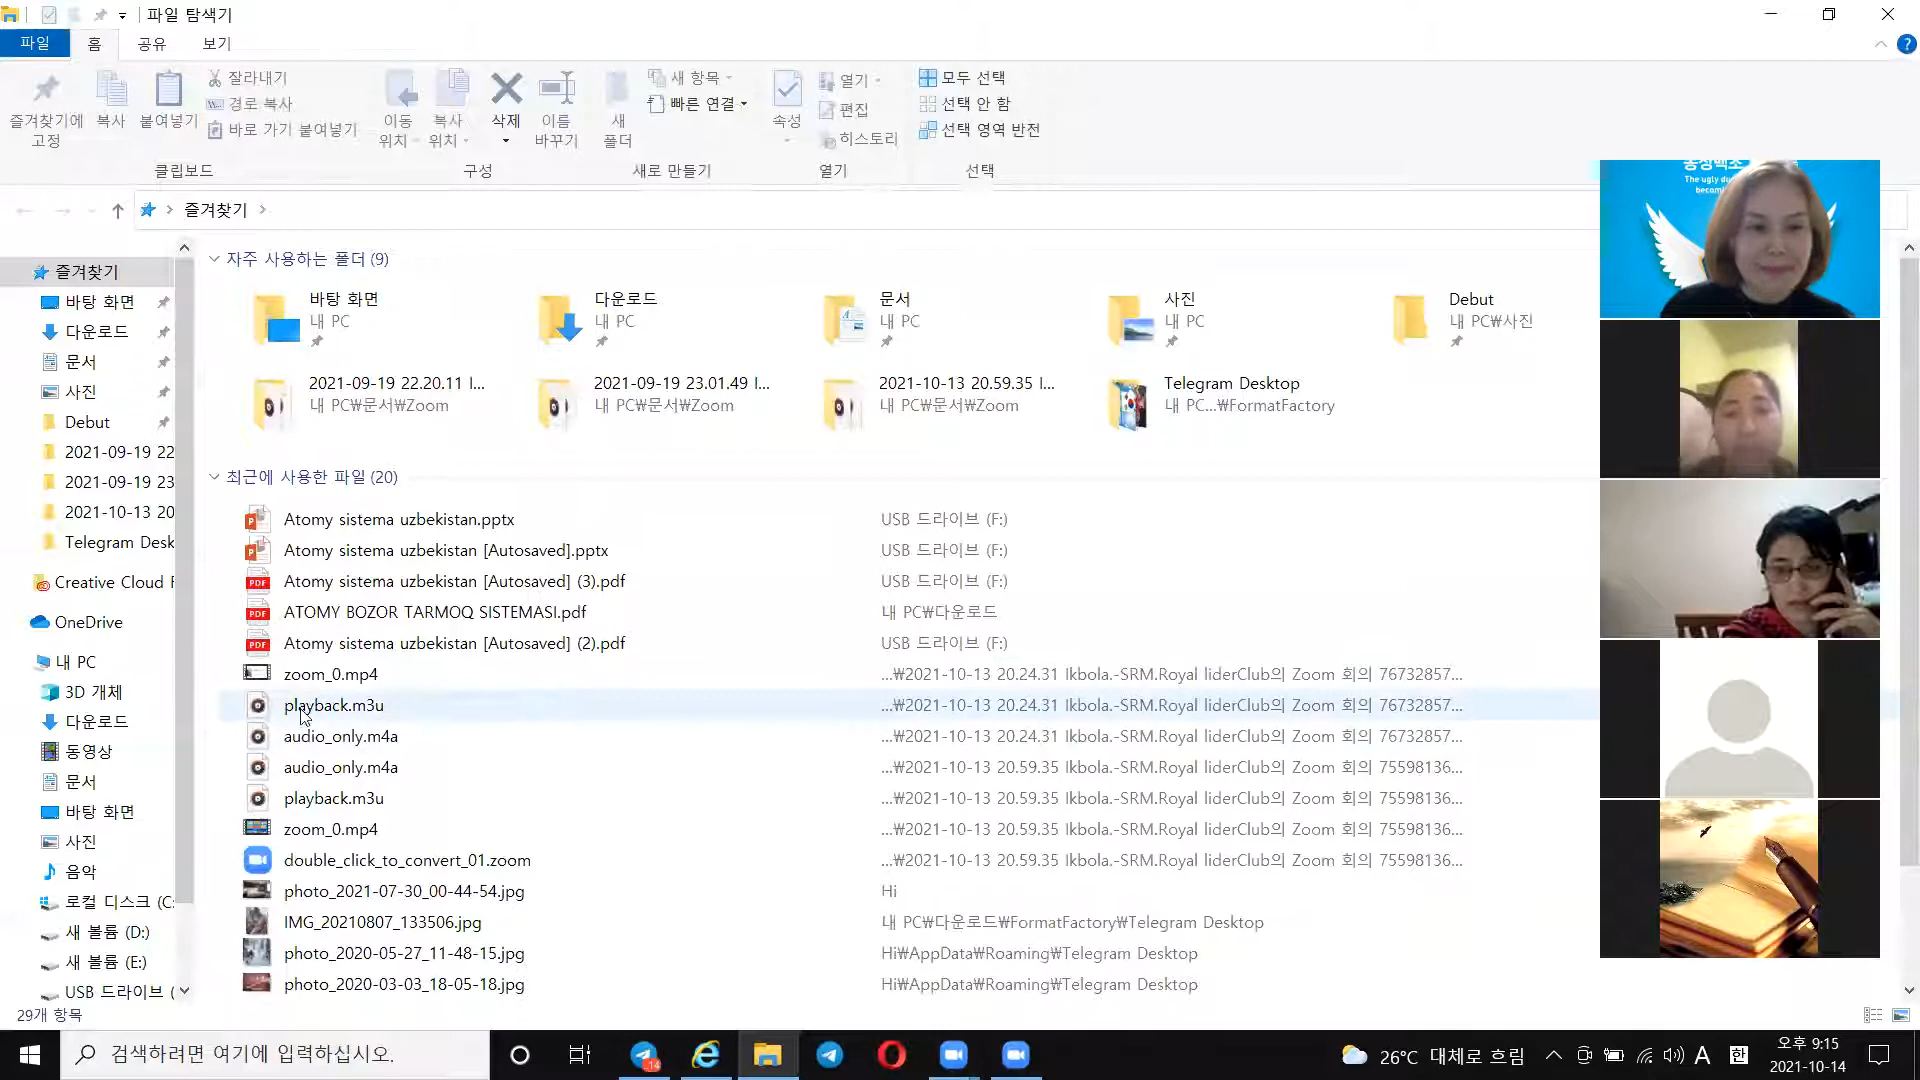 파일 탐색기
파일
홈
공유
보기
즐겨찾기에 고정
복사
붙여넣기
잘라내기
경로 복사
바로 가기 붙여넣기
클립보드
이동 위치
복사 위치
삭제
이름 바꾸기
구성
새 폴더
새 항목
빠른 연결
새로 만들기
속성
열기
편집
히스토리
열기
모두 선택
선택 안 함
선택 영역 반전
선택
즐겨찾기
즐겨찾기
바탕 화면
다운로드
문서
사진
Debut
2021-09-19 22
2021-09-19 23
2021-10-13 20
Telegram Desk
Creative Cloud F
OneDrive
내 PC
3D 개체
다운로드
동영상
문서
바탕 화면
사진
음악
로컬 디스크 (C:
새 볼륨 (D:)
새 볼륨 (E:)
USB 드라이브 (
29개 항목
자주 사용하는 폴더 (9)
바탕 화면
내 PC
다운로드
내 PC
문서
내 PC
사진
내 PC
Debut
내 PC₩사진
2021-09-19 22.20.11 I...
내 PC₩문서₩Zoom
2021-09-19 23.01.49 I...
내 PC₩문서₩Zoom
2021-10-13 20.59.35 I...
내 PC₩문서₩Zoom
Telegram Desktop
내 PC...₩FormatFactory
최근에 사용한 파일 (20)
Atomy sistema uzbekistan.pptx USB 드라이브 (F:)
Atomy sistema uzbekistan [Autosaved].pptx USB 드라이브 (F:)
Atomy sistema uzbekistan [Autosaved] (3).pdf USB 드라이브 (F:)
ATOMY BOZOR TARMOQ SISTEMASI.pdf 내 PC₩다운로드
Atomy sistema uzbekistan [Autosaved] (2).pdf USB 드라이브 (F:)
zoom_0.mp4 ...₩2021-10-13 20.24.31 Ikbola.-SRM.Royal liderClub의 Zoom 회의 76732857...
playback.m3u ...₩2021-10-13 20.24.31 Ikbola.-SRM.Royal liderClub의 Zoom 회의 76732857...
audio_only.m4a ...₩2021-10-13 20.24.31 Ikbola.-SRM.Royal liderClub의 Zoom 회의 76732857...
audio_only.m4a ...₩2021-10-13 20.59.35 Ikbola.-SRM.Royal liderClub의 Zoom 회의 75598136...
playback.m3u ...₩2021-10-13 20.59.35 Ikbola.-SRM.Royal liderClub의 Zoom 회의 75598136...
zoom_0.mp4 ...₩2021-10-13 20.59.35 Ikbola.-SRM.Royal liderClub의 Zoom 회의 75598136...
double_click_to_convert_01.zoom ...₩2021-10-13 20.59.35 Ikbola.-SRM.Royal liderClub의 Zoom 회의 75598136...
photo_2021-07-30_00-44-54.jpg Hi
IMG_20210807_133506.jpg 내 PC₩다운로드₩FormatFactory₩Telegram Desktop
photo_2020-05-27_11-48-15.jpg Hi₩AppData₩Roaming₩Telegram Desktop
photo_2020-03-03_18-05-18.jpg Hi₩AppData₩Roaming₩Telegram Desktop
The ugly
검색하려면 여기에 입력하십시오.
14
26°C 대체로 흐림
A
한
오후 9:15
2021-10-14